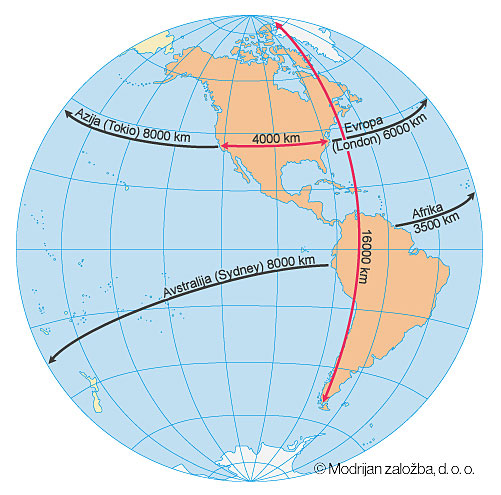 Azija (Tokio) 8000 km
4000 km
Evropa
(London) 6000 km
Afrika
3500 km
16000 km
Avstralija (Sydney) 8000 km
© Modrijan založba, d. o. o.